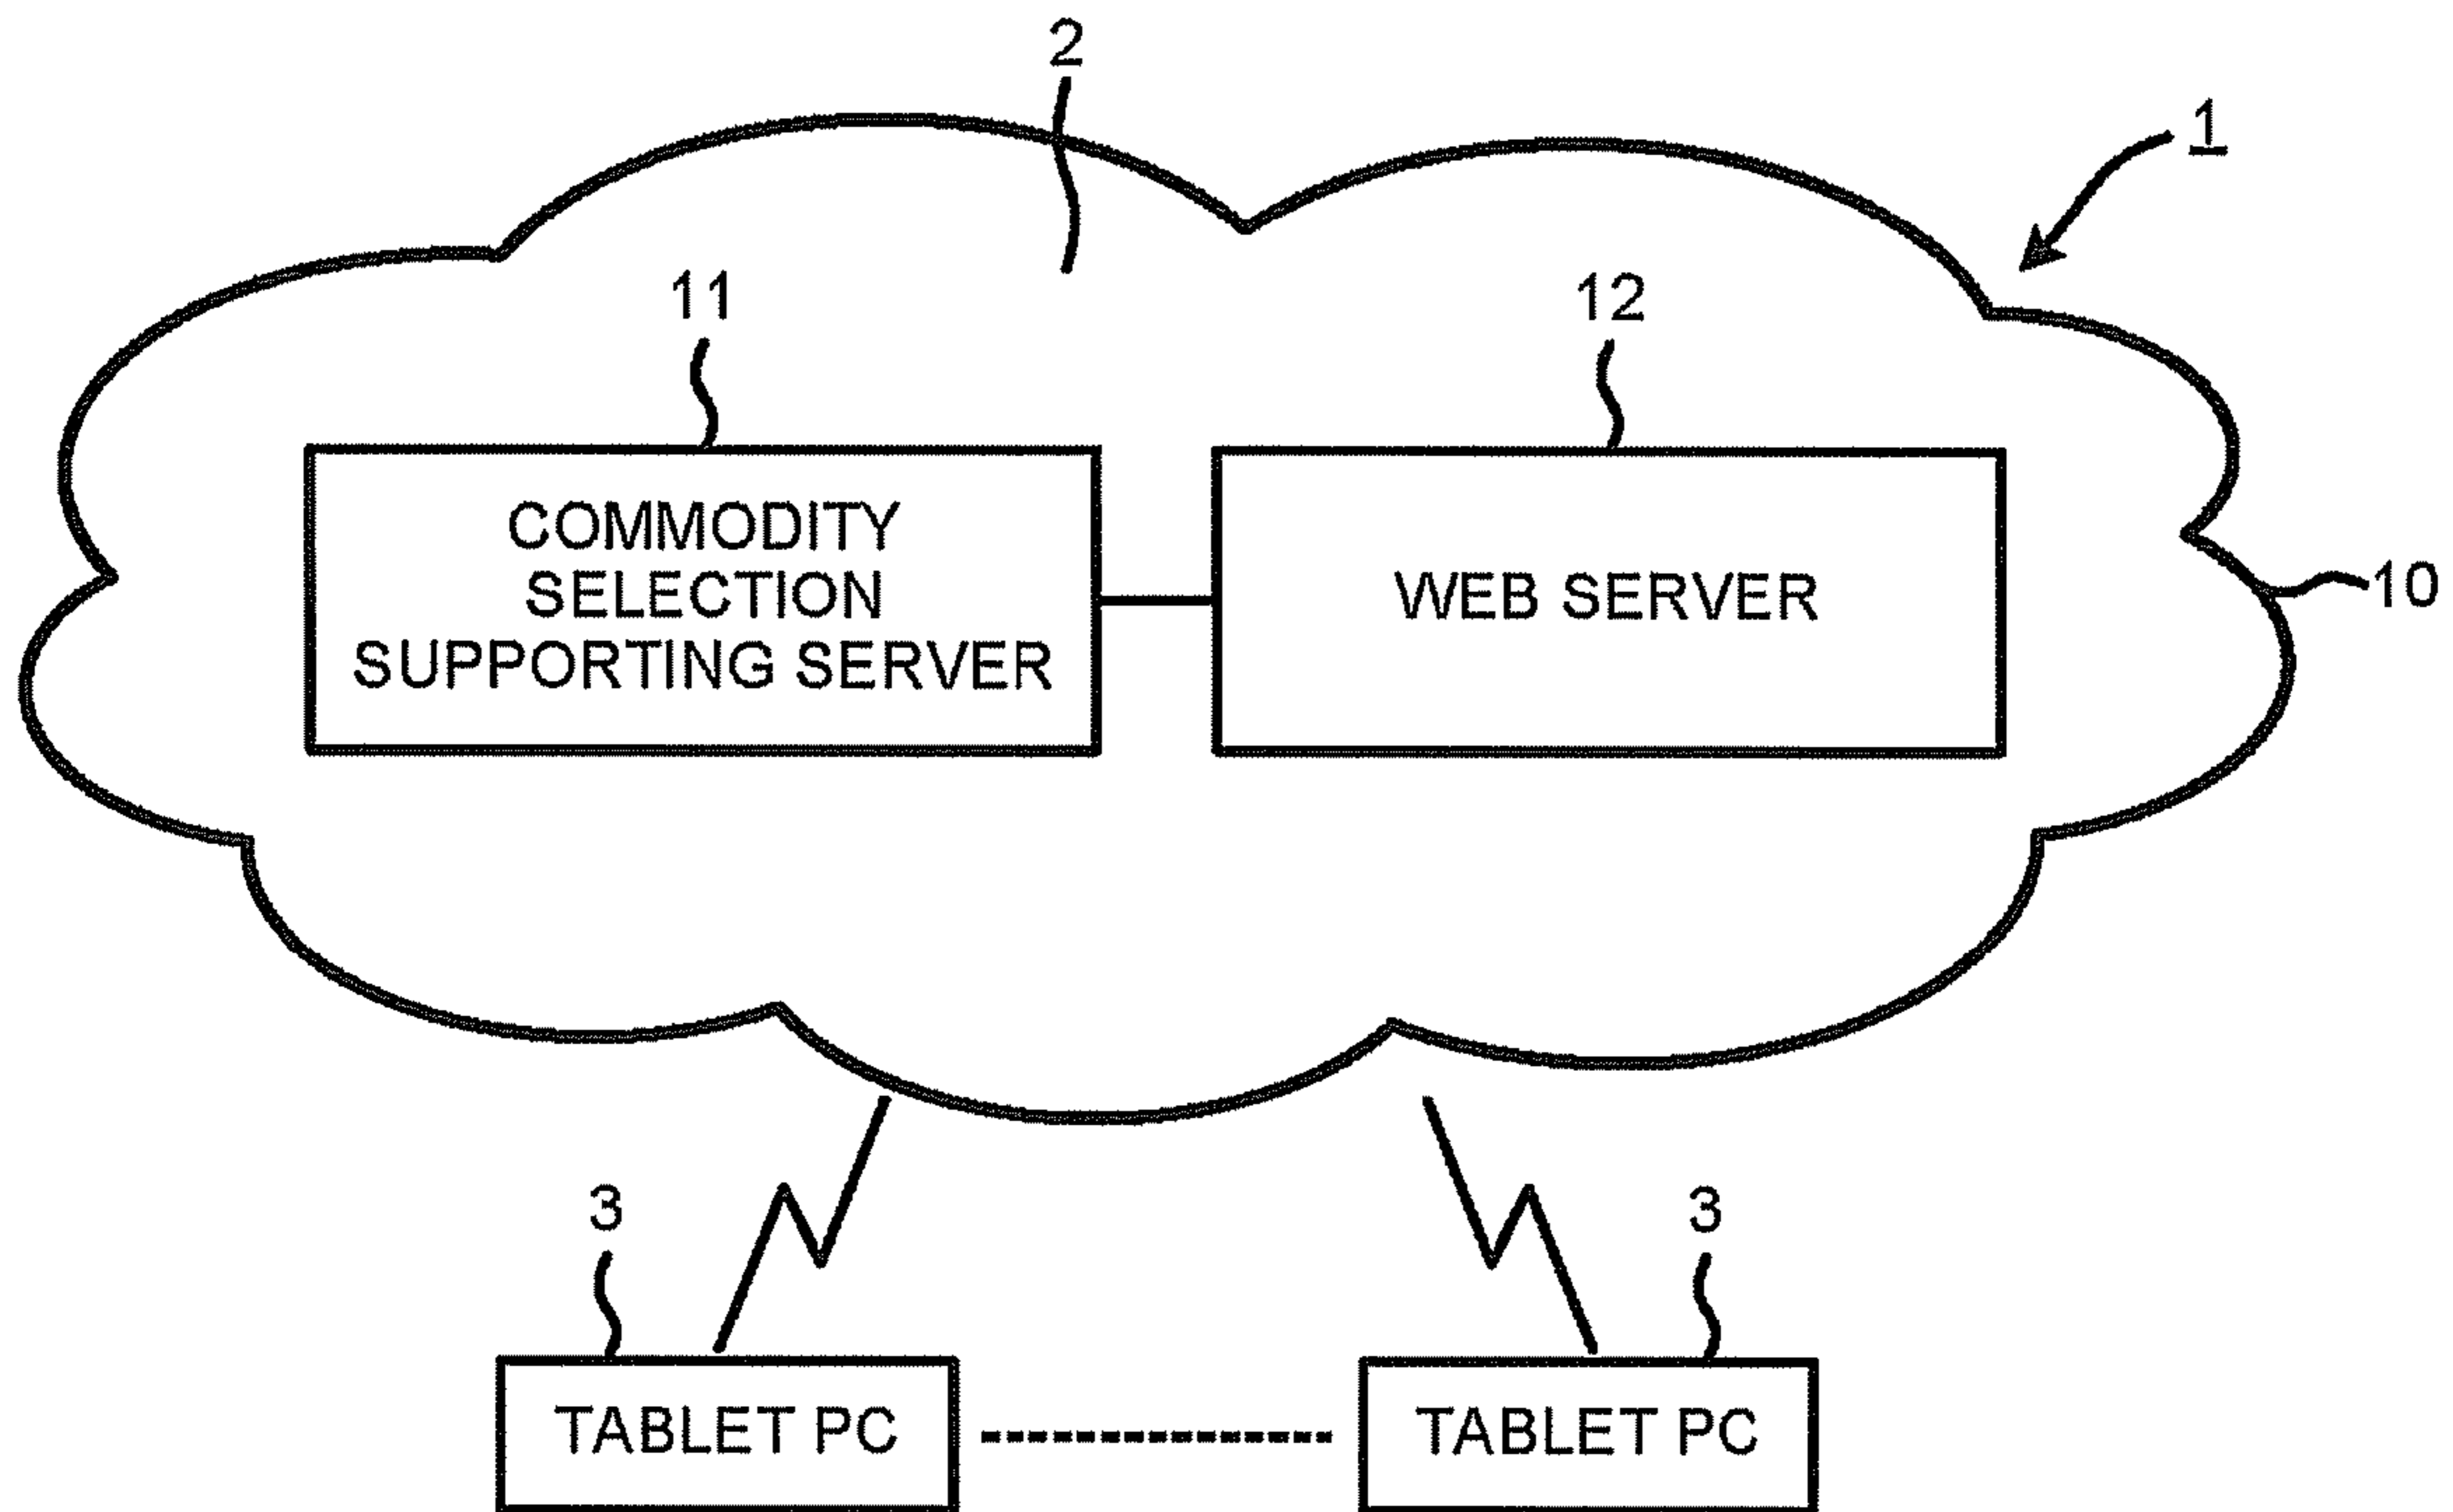 2
1
11
12
COMMODITY
SELECTION
SUPPORTING SERVER
WEB SERVER
10
3
3
TABLET PC
TABLET PC